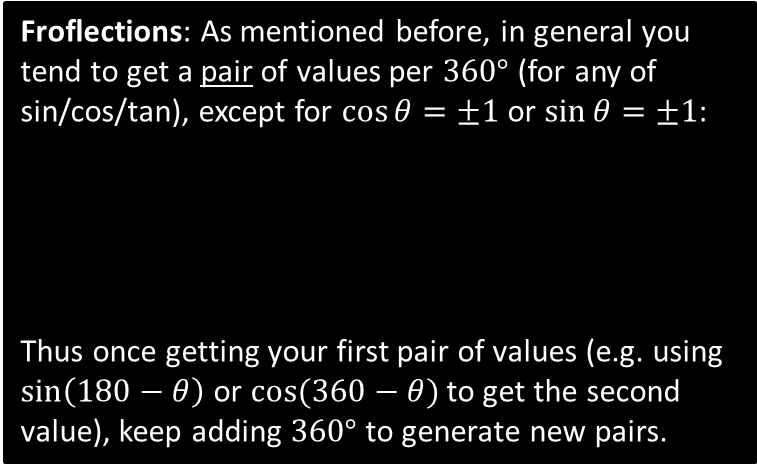 Froflections: As mentioned before, in general you
tend to get a pair of values per 360° (for any of
sin/cos/tan), except for cos θ = ±1 or sin θ = ±1:
Thus once getting your first pair of values (e.g. using
sin(180 − θ) or cos(360 − θ) to get the second
value), keep adding 360° to generate new pairs.